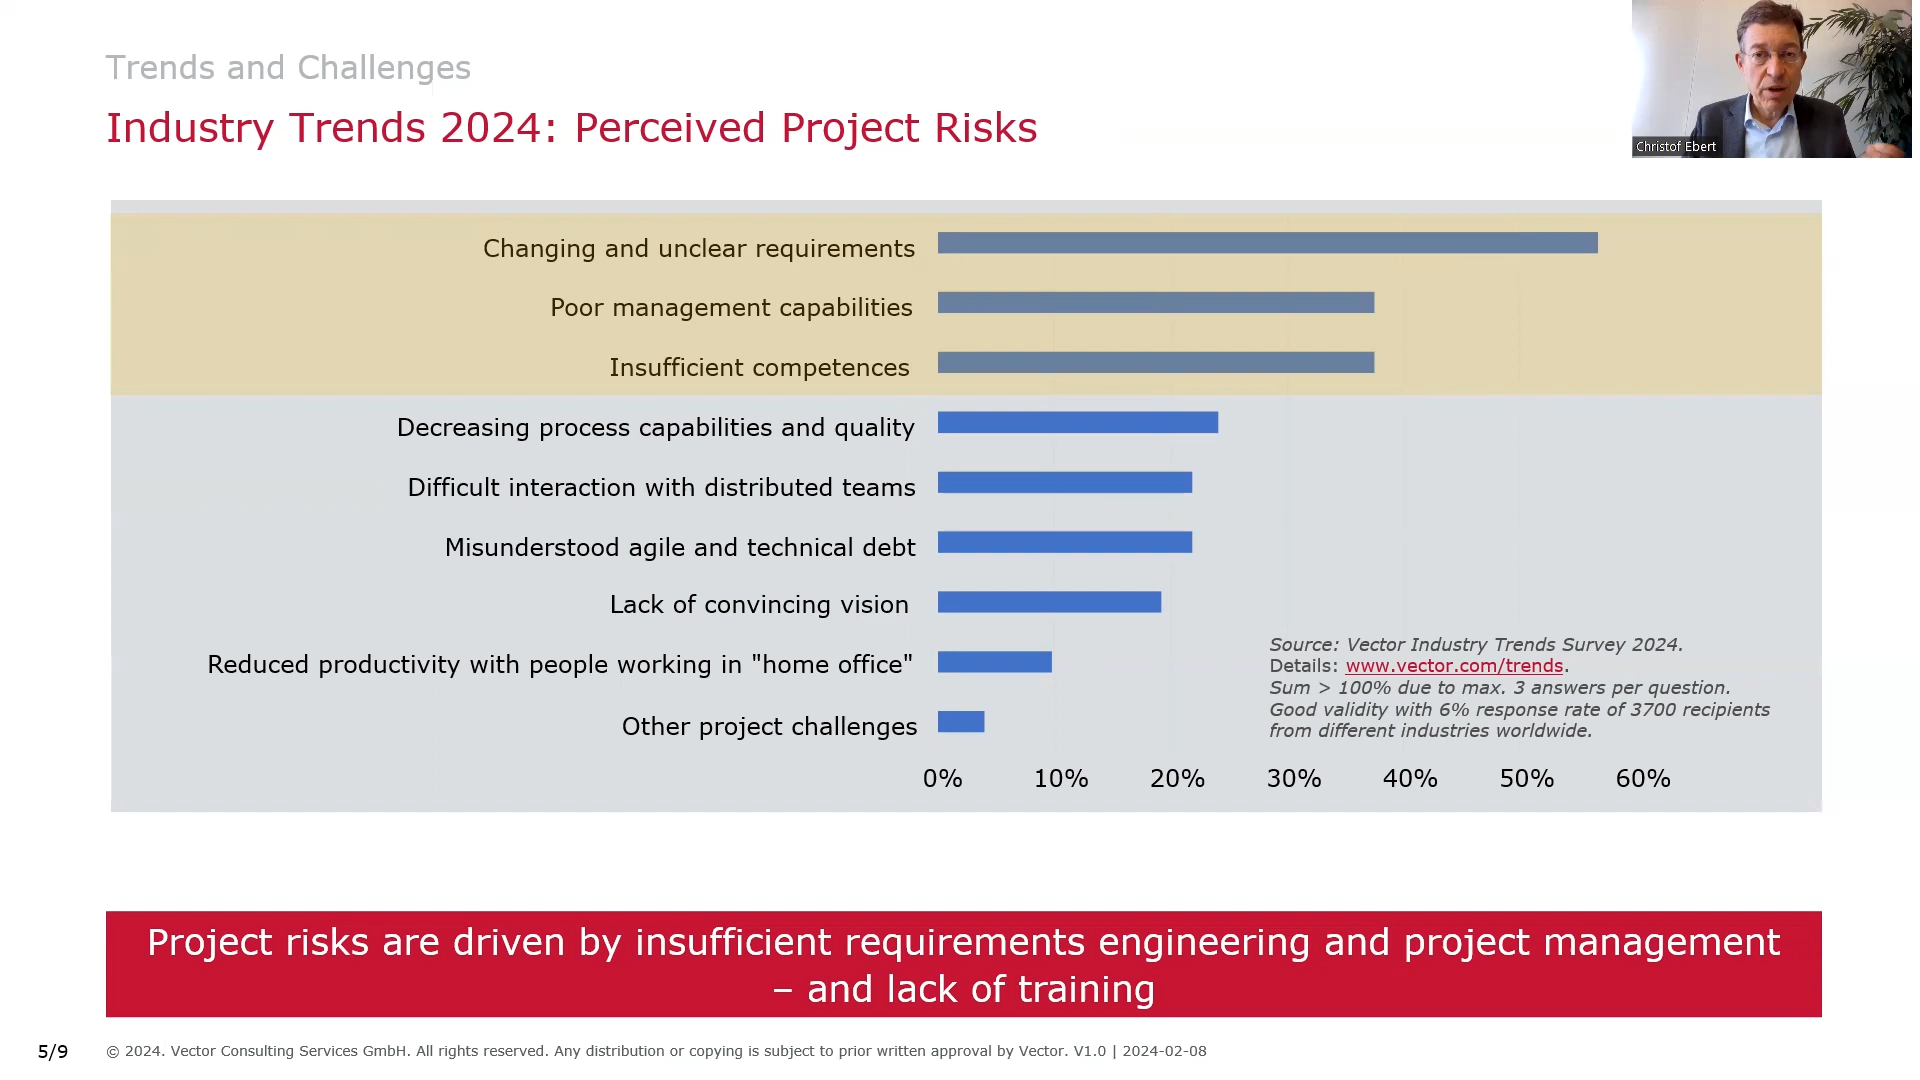 Trends and Challenges
Industry Trends 2024: Perceived Project Risks
Christof Ebert
Changing and unclear requirements
Poor management capabilities
Insufficient competences
Decreasing process capabilities and quality
Difficult interaction with distributed teams
Misunderstood agile and technical debt
Lack of convincing vision
Reduced productivity with people working in "home office"
Other project challenges
0% 10% 20% 30% 40% 50% 60%
Source: Vector Industry Trends Survey 2024.
Details: www.vector.com/trends.
Sum > 100% due to max. 3 answers per question.
Good validity with 6% response rate of 3700 recipients
from different industries worldwide.
Project risks are driven by insufficient requirements engineering and project management
– and lack of training
5/9 © 2024. Vector Consulting Services GmbH. All rights reserved. Any distribution or copying is subject to prior written approval by Vector. V1.0 | 2024-02-08